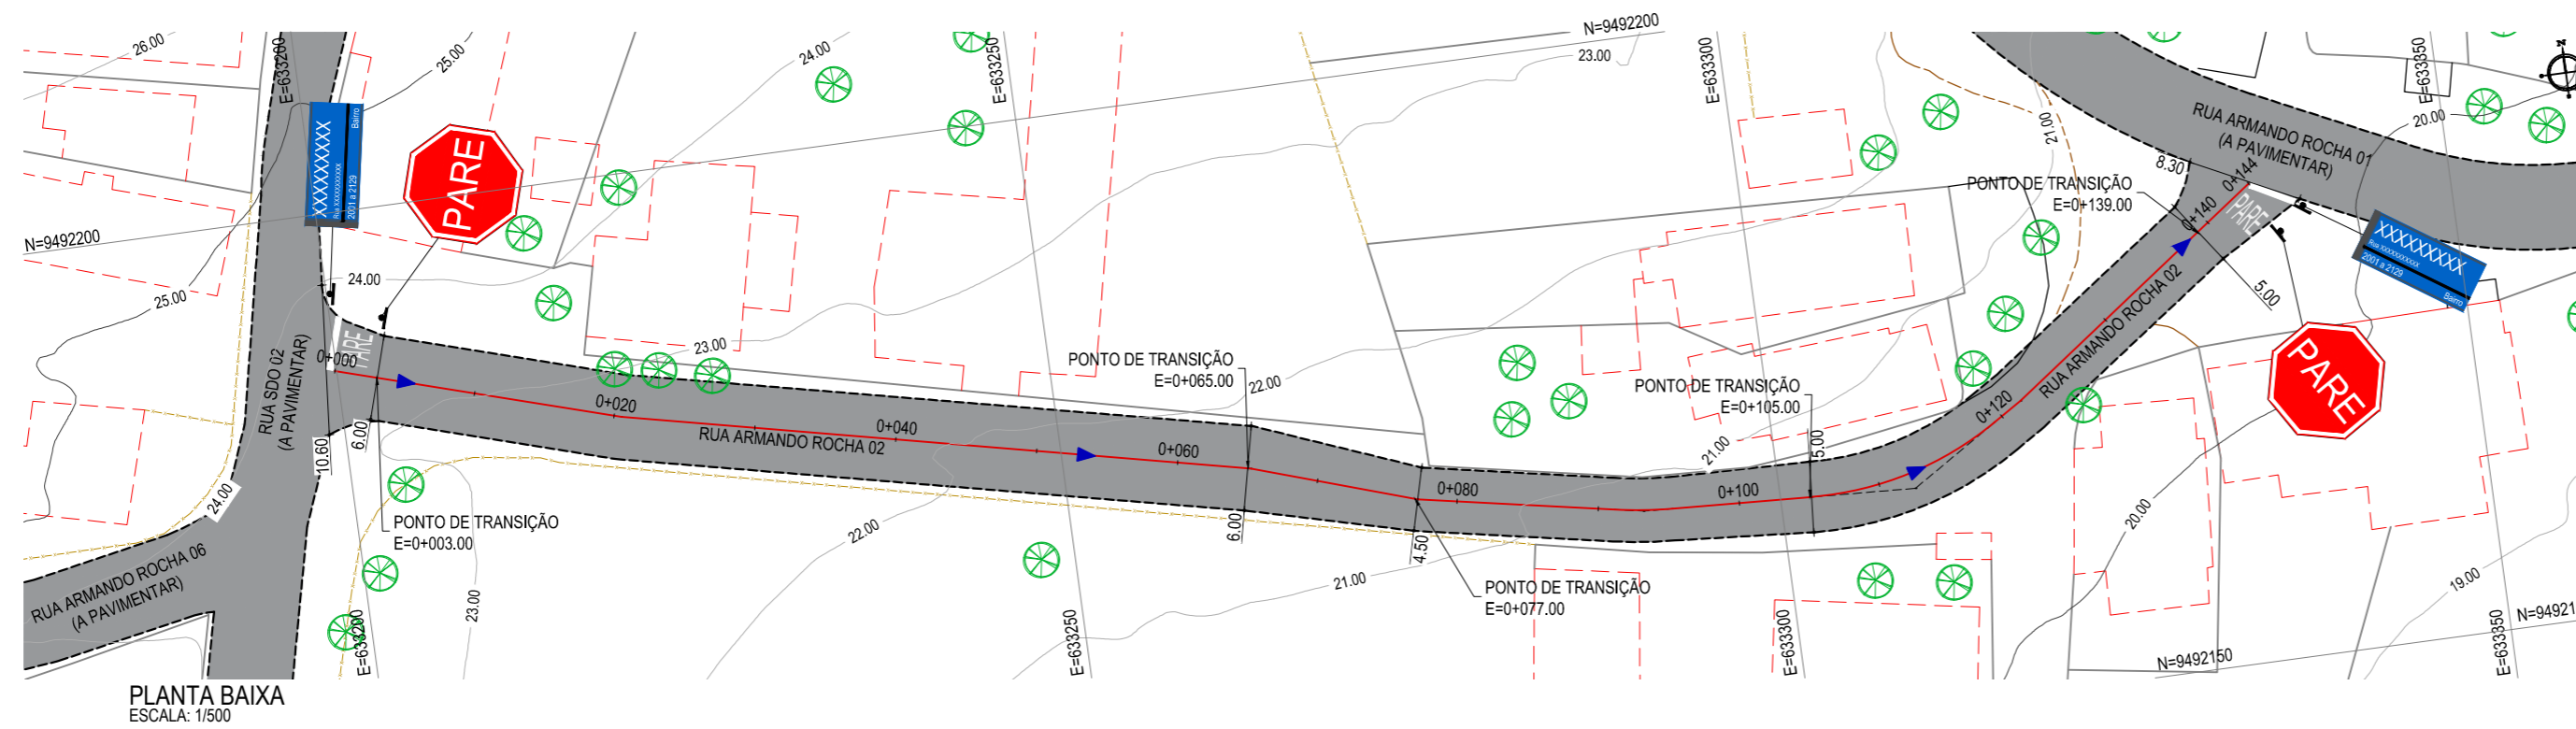 26.00
25.00
E=633200
24.00
E=633250
N=9492200
23.00
E=633300
E=633350
N
XXXXXXXXX
Rua XXXXXXXXXXX
2001 a 2129
Bairro
PARE
21.00
RUA ARMANDO ROCHA 01
(A PAVIMENTAR)
20.00
8.30
0+144
PONTO DE TRANSIÇÃO
E=0+139.00
0+140
PARE
XXXXXXXXX
Rua XXXXXXXXXXX
2001 a 2129
Bairro
N=9492200
25.00
24.00
5.00
RUA SDO 02
(A PAVIMENTAR)
PARE
0+000
23.00
PONTO DE TRANSIÇÃO
E=0+065.00
22.00
PONTO DE TRANSIÇÃO
E=0+105.00
RUA ARMANDO ROCHA 02
PARE
0+020
0+040
RUA ARMANDO ROCHA 02
0+060
0+080
0+100
0+120
5.00
21.00
10.60
6.00
24.00
PONTO DE TRANSIÇÃO
E=0+003.00
22.00
6.00
4.50
20.00
RUA ARMANDO ROCHA 06
(A PAVIMENTAR)
23.00
21.00
PONTO DE TRANSIÇÃO
E=0+077.00
19.00
E=633200
E=633250
E=633300
N=9492150
E=633350
N=94921
PLANTA BAIXA
ESCALA: 1/500